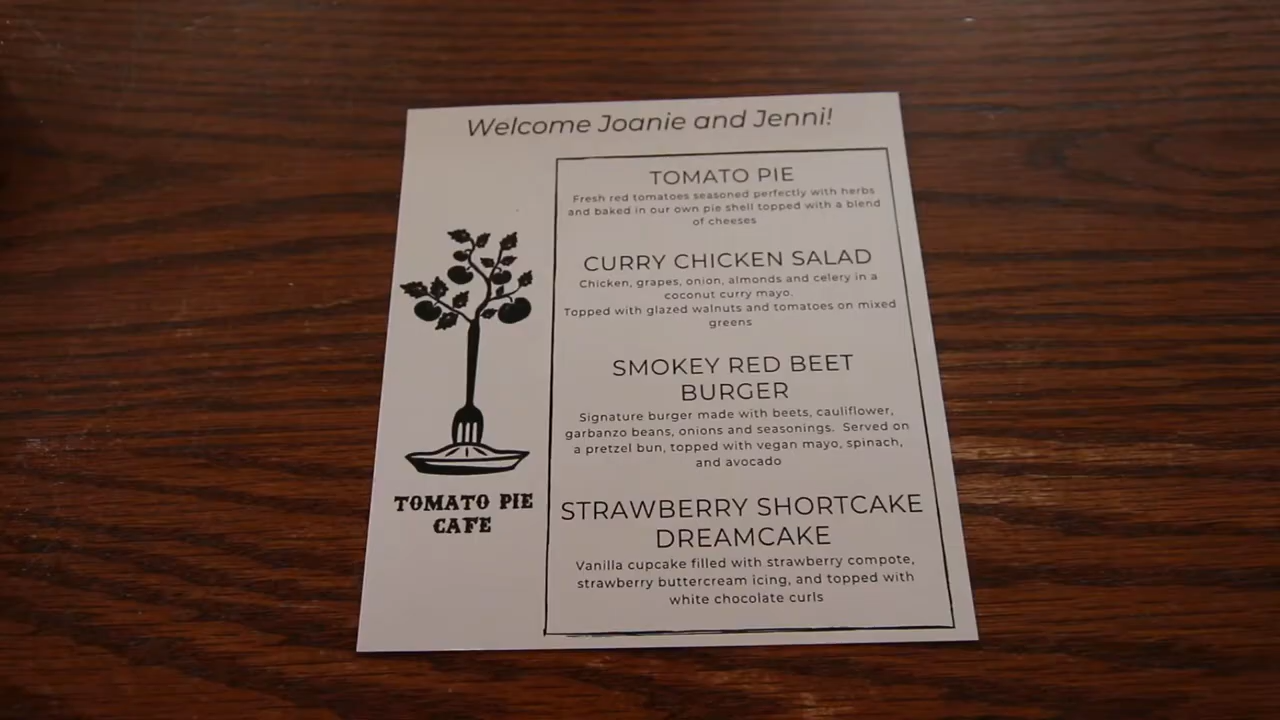 Welcome Joanie and Jenni!
TOMATO PIE
Fresh red tomatoes seasoned perfectly with herbs
and baked in our own pie shell topped with a blend
of cheeses
CURRY CHICKEN SALAD
Chicken, grapes, onion, almonds and celery in a
coconut curry mayo.
Topped with glazed walnuts and tomatoes on mixed
greens
SMOKEY RED BEET
BURGER
Signature burger made with beets, cauliflower,
garbanzo beans, onions and seasonings. Served on
a pretzel bun, topped with vegan mayo, spinach,
and avocado
STRAWBERRY SHORTCAKE
DREAMCAKE
Vanilla cupcake filled with strawberry compote,
strawberry buttercream icing, and topped with
white chocolate curls
TOMATO PIE
CAFE